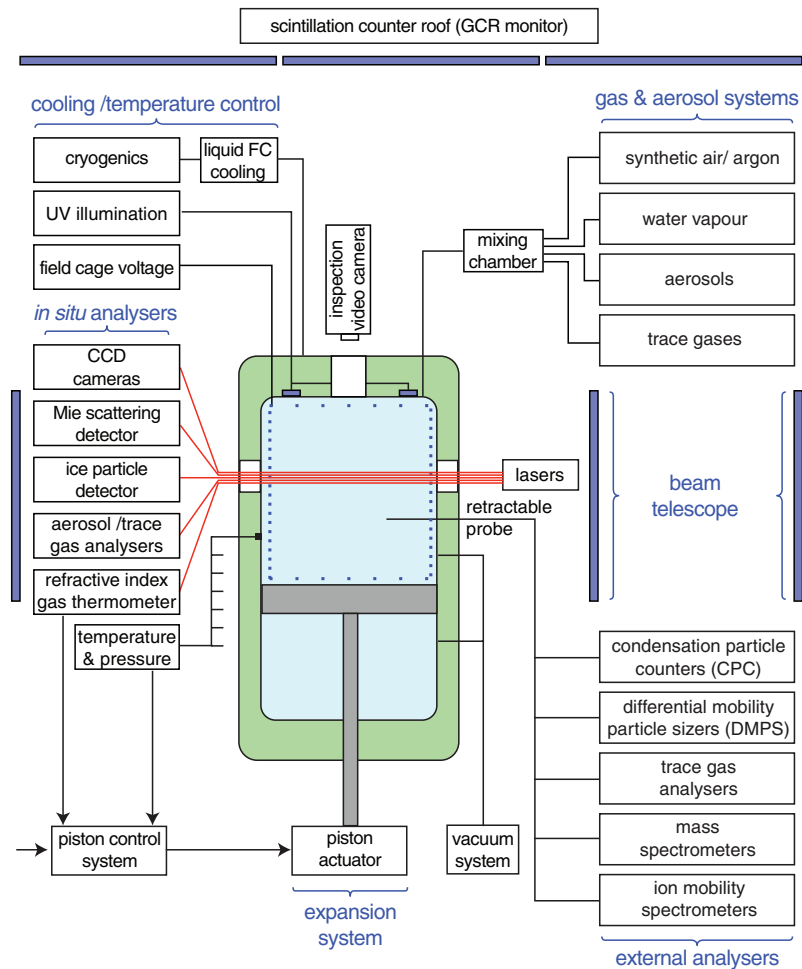 scintillation counter roof (GCR monitor)
cooling /temperature control
cryogenics
liquid FC
cooling
UV illumination
field cage voltage
in situ analysers
CCD
cameras
Mie scattering
detector
ice particle
detector
aerosol /trace
gas analysers
refractive index
gas thermometer
temperature
& pressure
inspection
video camera
gas & aerosol systems
synthetic air/ argon
water vapour
aerosols
trace gases
mixing
chamber
lasers
retractable
probe
beam
telescope
condensation particle
counters (CPC)
differential mobility
particle sizers (DMPS)
trace gas
analysers
mass
spectrometers
ion mobility
spectrometers
external analysers
piston control
system
piston
actuator
vacuum
system
expansion
system